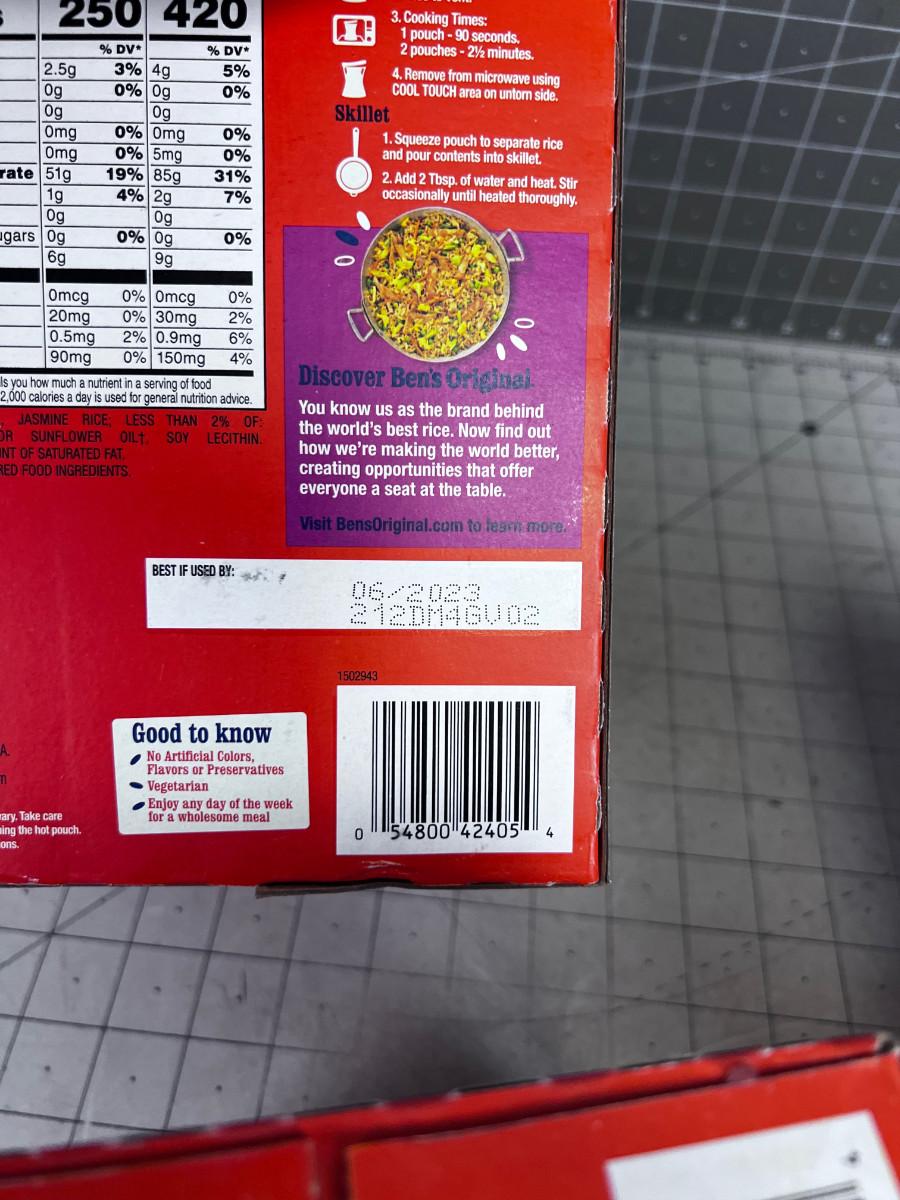 250 420
% DV* % DV*
2.5g 3% 4g 5%
0g 0% 0g 0%
0g 0g
0mg 0% 0mg 0%
0mg 0% 5mg 0%
rate 51g 19% 85g 31%
1g 4% 2g 7%
0g 0g
ugars 0g 0% 0g 0%
6g 9g
0mcg 0% 0mcg 0%
20mg 0% 30mg 2%
0.5mg 2% 0.9mg 6%
90mg 0% 150mg 4%
lls you how much a nutrient in a serving of food
2,000 calories a day is used for general nutrition advice.
, JASMINE RICE; LESS THAN 2% OF:
OR SUNFLOWER OIL†, SOY LECITHIN.
NT OF SATURATED FAT.
RED FOOD INGREDIENTS.
3. Cooking Times:
1 pouch - 90 seconds.
2 pouches - 2½ minutes.
4. Remove from microwave using
COOL TOUCH area on untorn side.
Skillet
1. Squeeze pouch to separate rice
and pour contents into skillet.
2. Add 2 Tbsp. of water and heat. Stir
occasionally until heated thoroughly.
Discover Ben's Original
You know us as the brand behind
the world's best rice. Now find out
how we're making the world better,
creating opportunities that offer
everyone a seat at the table.
Visit BensOriginal.com to learn more.
BEST IF USED BY:
06/2023
212DM4GV02
1502943
Good to know
No Artificial Colors,
Flavors or Preservatives
Vegetarian
Enjoy any day of the week
for a wholesome meal
0 54800 42405 4
A.
m
vary. Take care
ning the hot pouch.
ons.